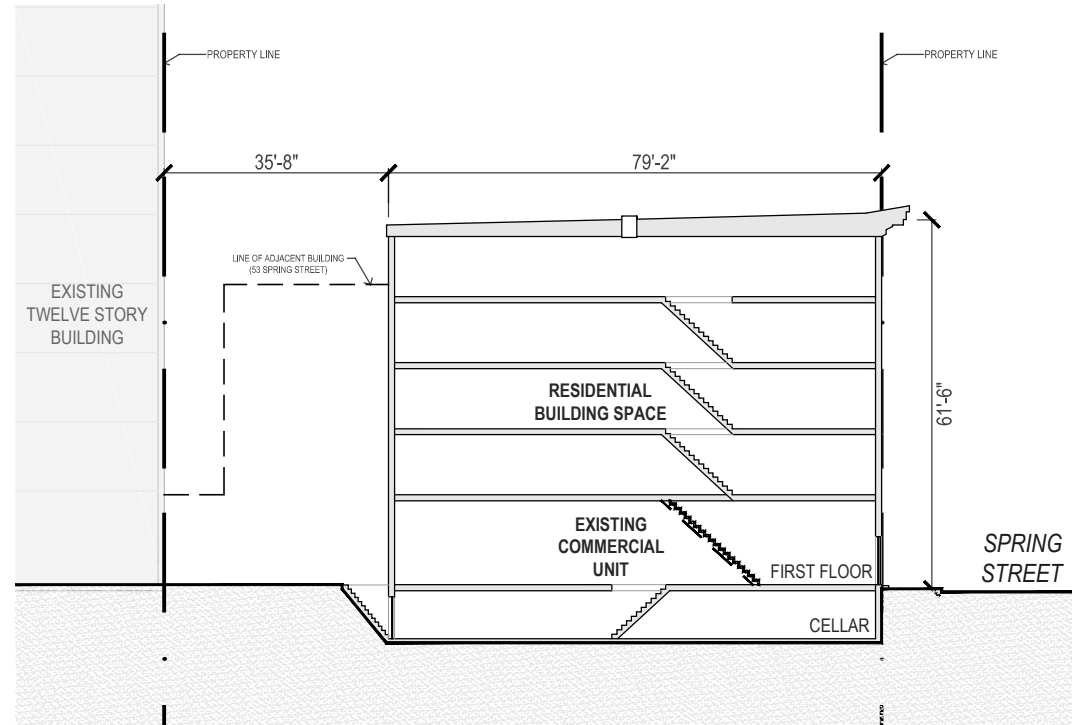 PROPERTY LINE
PROPERTY LINE
35'-8"
79'-2"
LINE OF ADJACENT BUILDING
(53 SPRING STREET)
EXISTING
TWELVE STORY
BUILDING
RESIDENTIAL
BUILDING SPACE
61'-6"
EXISTING
COMMERCIAL
UNIT
FIRST FLOOR
SPRING
STREET
CELLAR